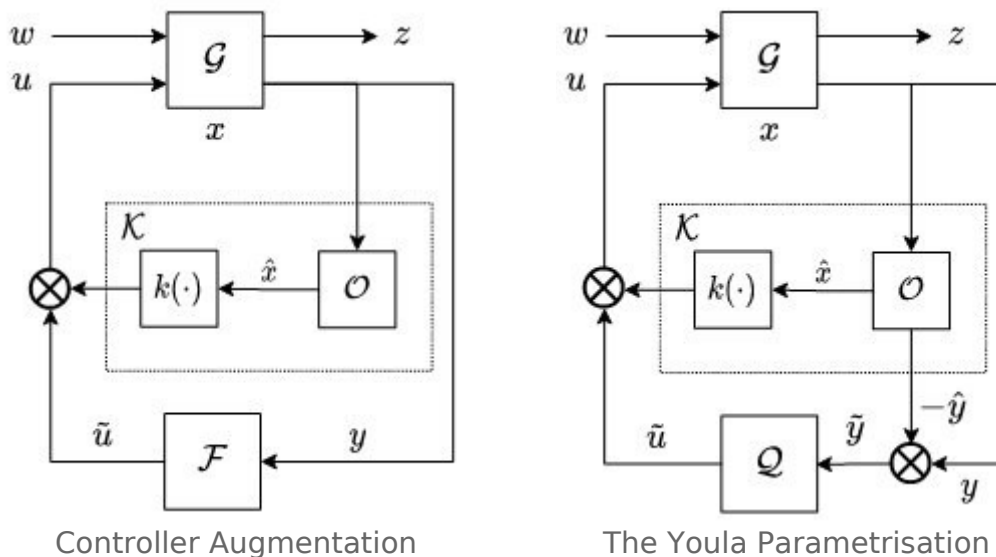 w
𝒢
z
u
x
𝒦
k(·)
x̂
𝒪
ũ
ℱ
y
Controller Augmentation
w
𝒢
z
u
x
𝒦
k(·)
x̂
𝒪
-ŷ
ũ
𝒬
ỹ
y
The Youla Parametrisation